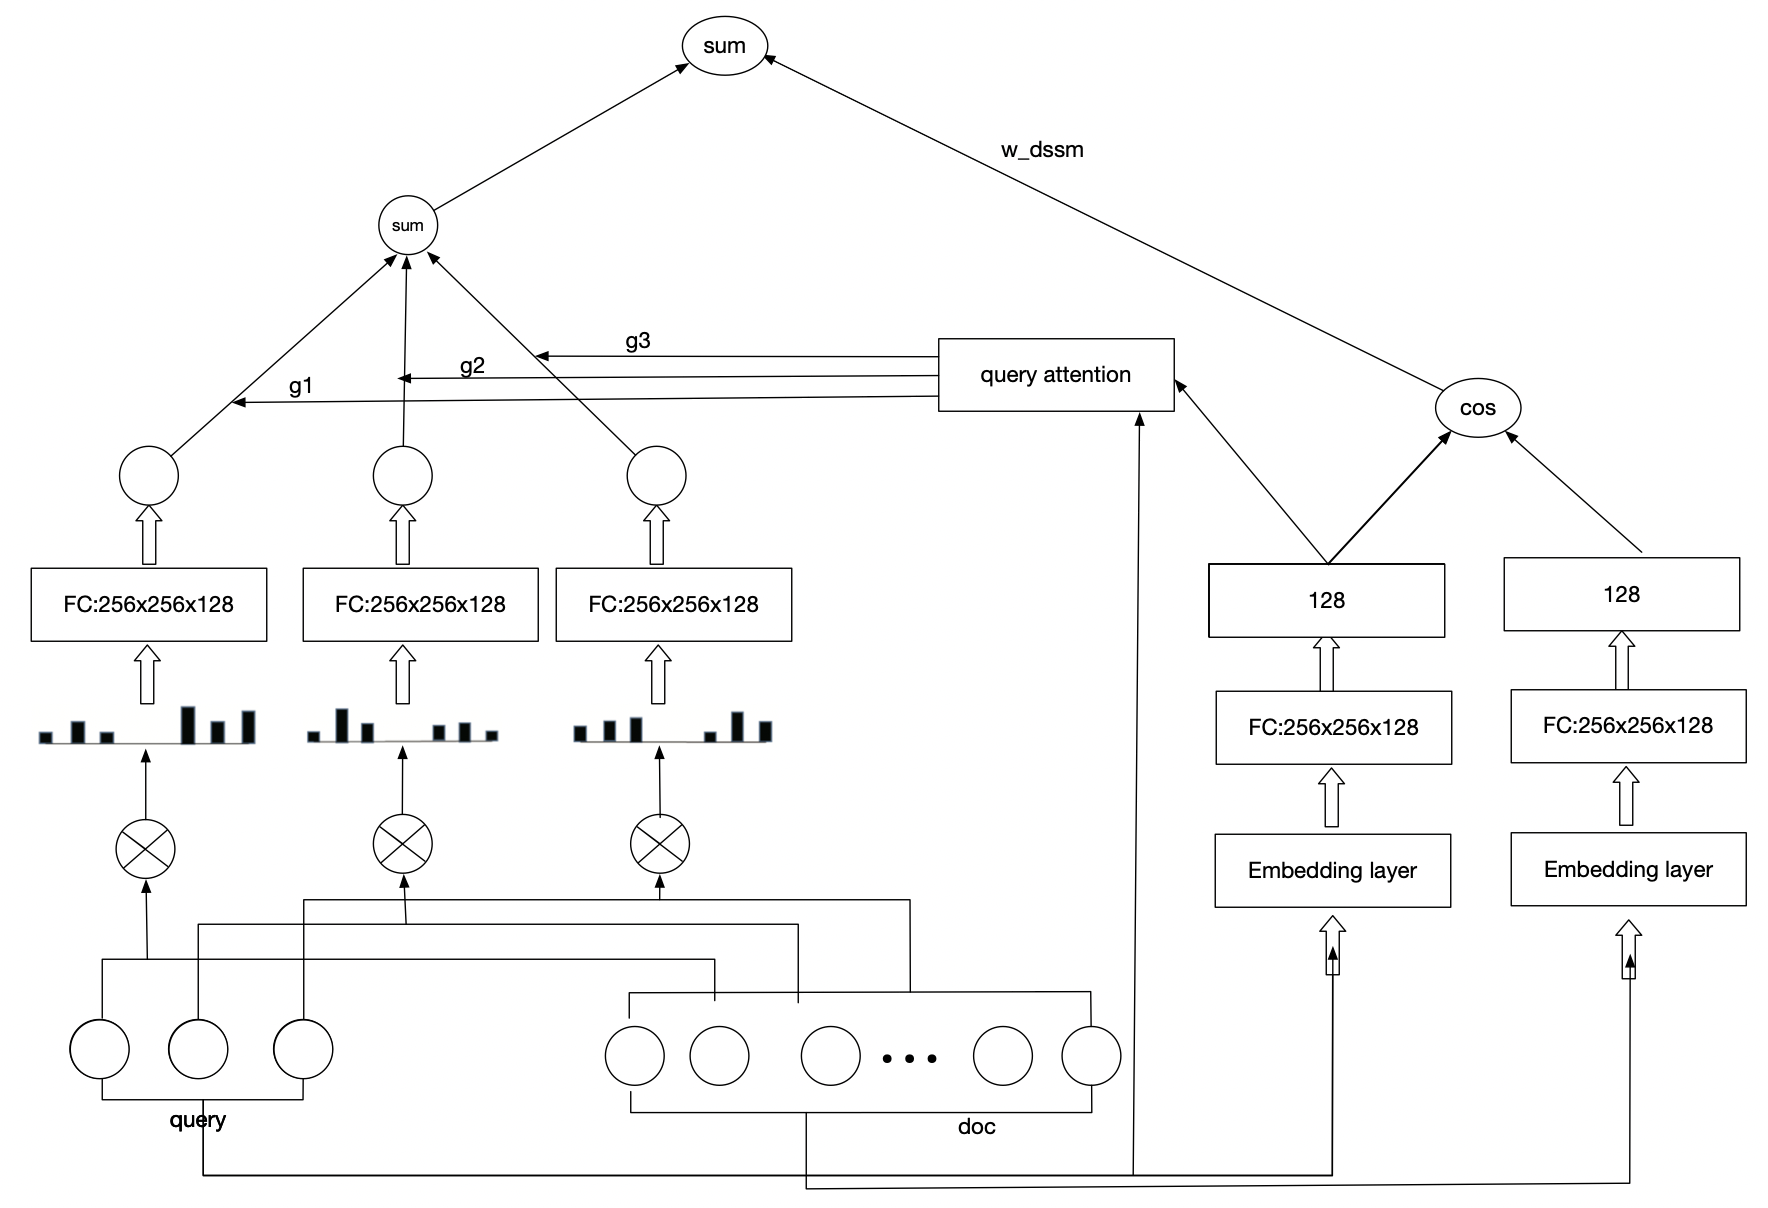 sum
w_dssm
sum
g3
g2
g1
query attention
cos
FC:256x256x128
FC:256x256x128
FC:256x256x128
128
128
FC:256x256x128
FC:256x256x128
Embedding layer
Embedding layer
query
doc